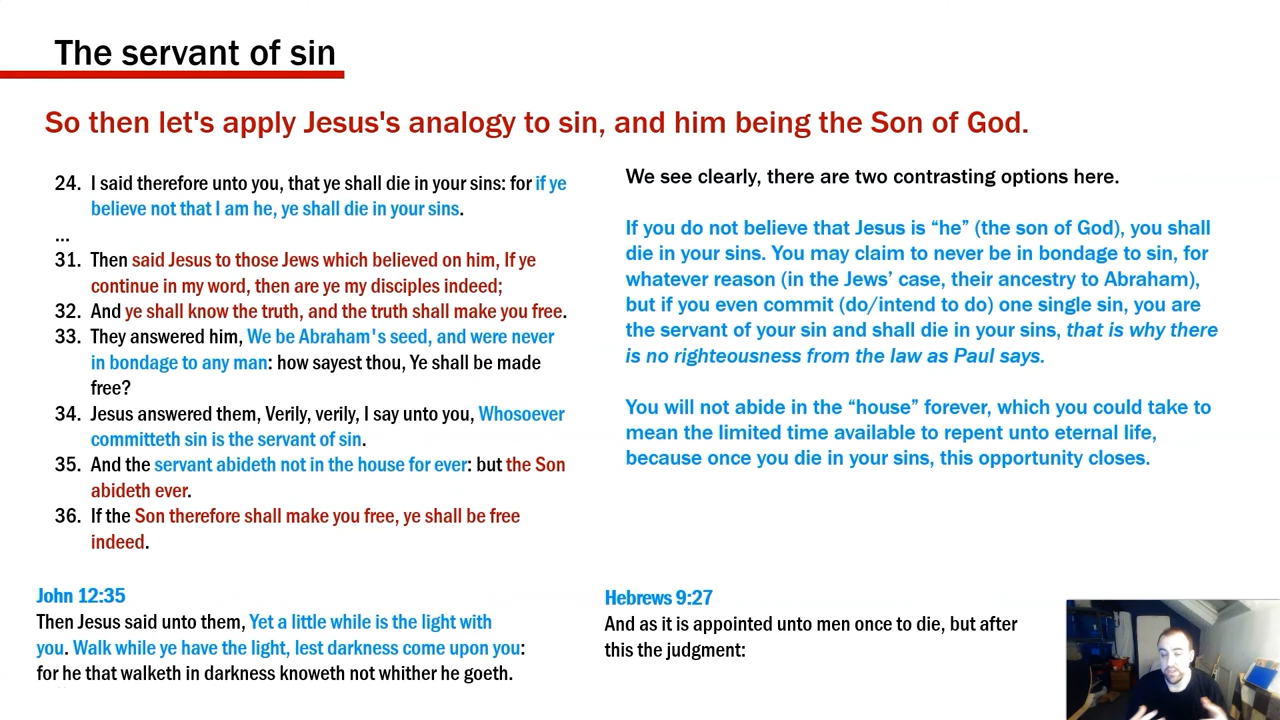 The servant of sin
So then let's apply Jesus's analogy to sin, and him being the Son of God.
24. I said therefore unto you, that ye shall die in your sins: for if ye
believe not that I am he, ye shall die in your sins.
...
31. Then said Jesus to those Jews which believed on him, If ye
continue in my word, then are ye my disciples indeed;
32. And ye shall know the truth, and the truth shall make you free.
33. They answered him, We be Abraham's seed, and were never
in bondage to any man: how sayest thou, Ye shall be made
free?
34. Jesus answered them, Verily, verily, I say unto you, Whosoever
committeth sin is the servant of sin.
35. And the servant abideth not in the house for ever: but the Son
abideth ever.
36. If the Son therefore shall make you free, ye shall be free
indeed.
We see clearly, there are two contrasting options here.
If you do not believe that Jesus is “he” (the son of God), you shall
die in your sins. You may claim to never be in bondage to sin, for
whatever reason (in the Jews’ case, their ancestry to Abraham),
but if you even commit (do/intend to do) one single sin, you are
the servant of your sin and shall die in your sins, that is why there
is no righteousness from the law as Paul says.
You will not abide in the “house” forever, which you could take to
mean the limited time available to repent unto eternal life,
because once you die in your sins, this opportunity closes.
John 12:35
Then Jesus said unto them, Yet a little while is the light with
you. Walk while ye have the light, lest darkness come upon you:
for he that walketh in darkness knoweth not whither he goeth.
Hebrews 9:27
And as it is appointed unto men once to die, but after
this the judgment: